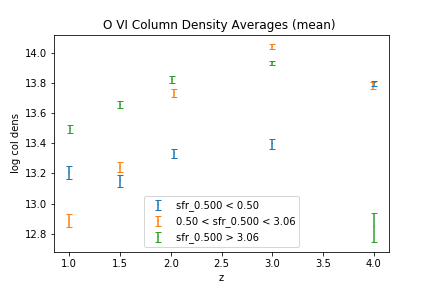 O VI Column Density Averages (mean)
log col dens
14.0
13.8
13.6
13.4
13.2
13.0
12.8
sfr_0.500 < 0.50
0.50 < sfr_0.500 < 3.06
sfr_0.500 > 3.06
1.0 1.5 2.0 2.5 3.0 3.5 4.0
z